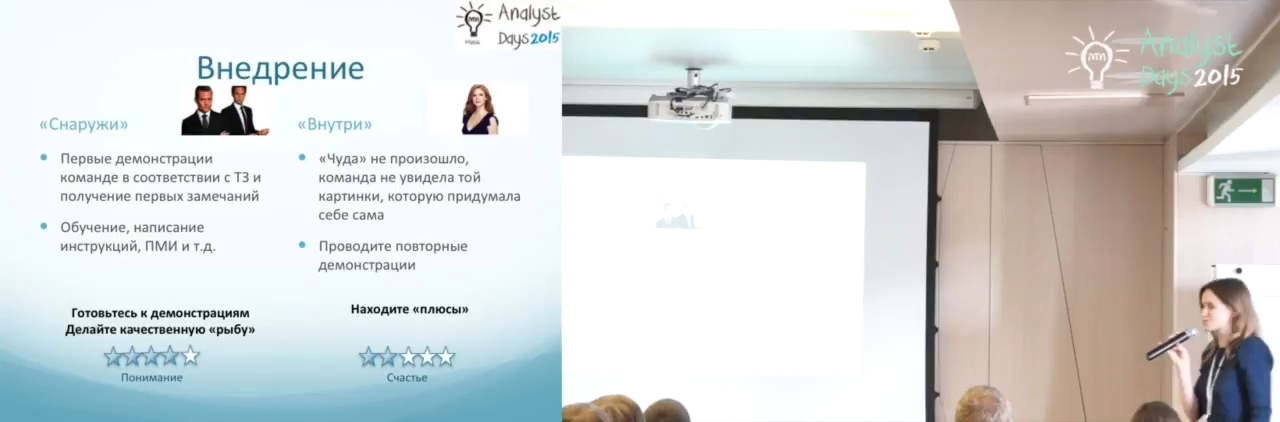 Analyst
Days 2015
Внедрение
«Снаружи»
Первые демонстрации
команде в соответствии с ТЗ и
получение первых замечаний
Обучение, написание
инструкций, ПМИ и т.д.
Готовьтесь к демонстрациям
Делайте качественную «рыбу»
Понимание
«Внутри»
«Чуда» не произошло,
команда не увидела той
картинки, которую придумала
себе сама
Проводите повторные
демонстрации
Находите «плюсы»
Счастье
Analyst
Days 2015